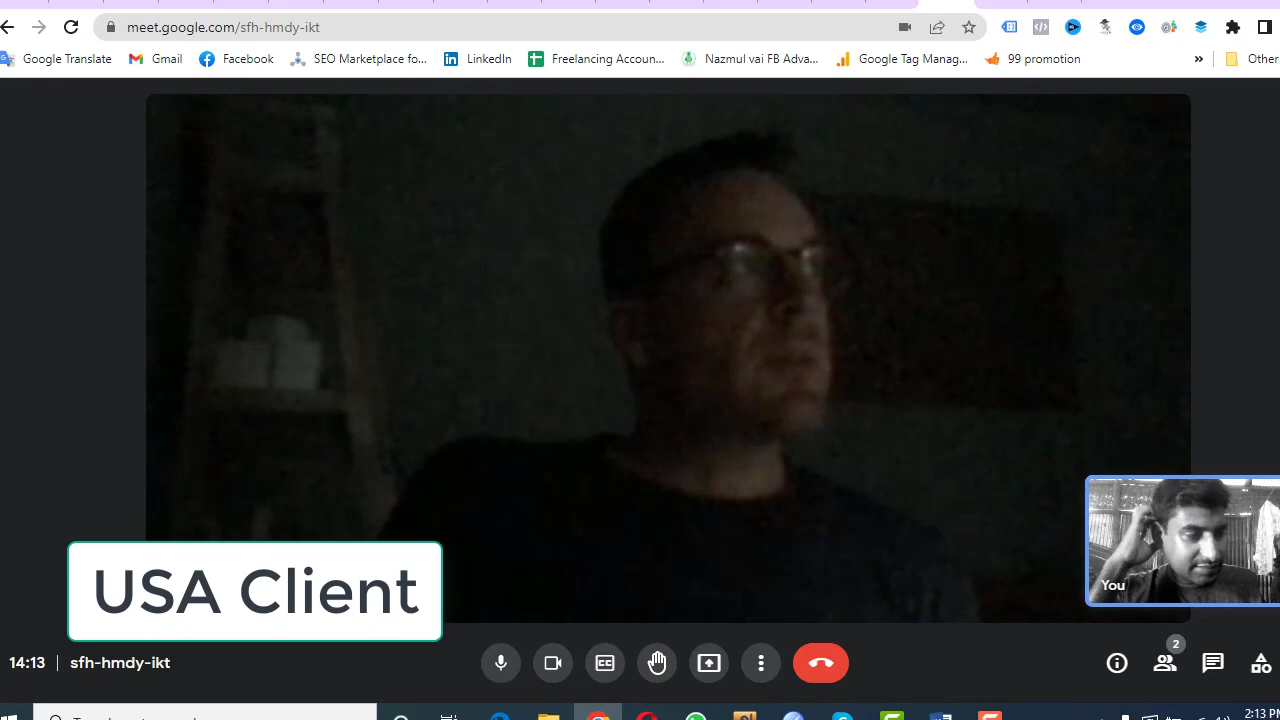 meet.google.com/sfh-hmdy-ikt
Google Translate
Gmail
Facebook
SEO Marketplace fo...
LinkedIn
Freelancing Accoun...
Nazmul vai FB Adva...
Google Tag Manag...
99 promotion
»
Other
You
USA Client
2
14:13
sfh-hmdy-ikt
2:13 PM